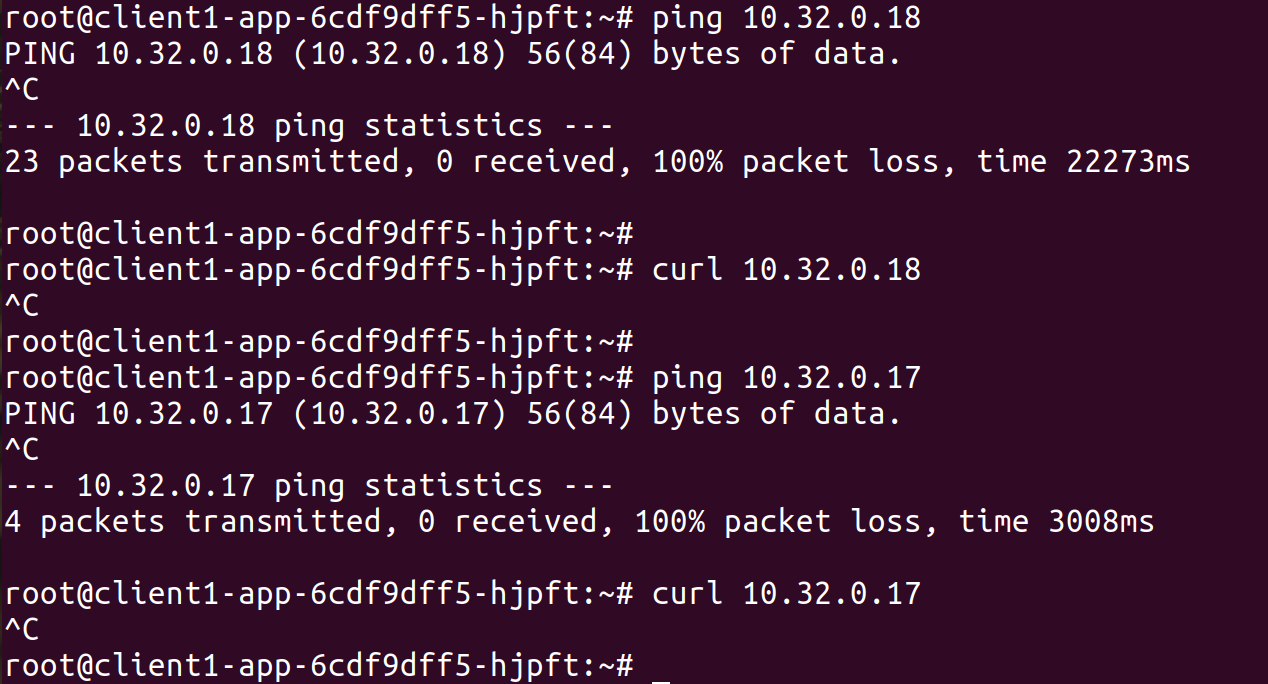 root@client1-app-6cdf9dff5-hjpft:~# ping 10.32.0.18
PING 10.32.0.18 (10.32.0.18) 56(84) bytes of data.
^C
--- 10.32.0.18 ping statistics ---
23 packets transmitted, 0 received, 100% packet loss, time 22273ms
root@client1-app-6cdf9dff5-hjpft:~#
root@client1-app-6cdf9dff5-hjpft:~# curl 10.32.0.18
^C
root@client1-app-6cdf9dff5-hjpft:~#
root@client1-app-6cdf9dff5-hjpft:~# ping 10.32.0.17
PING 10.32.0.17 (10.32.0.17) 56(84) bytes of data.
^C
--- 10.32.0.17 ping statistics ---
4 packets transmitted, 0 received, 100% packet loss, time 3008ms
root@client1-app-6cdf9dff5-hjpft:~# curl 10.32.0.17
^C
root@client1-app-6cdf9dff5-hjpft:~#